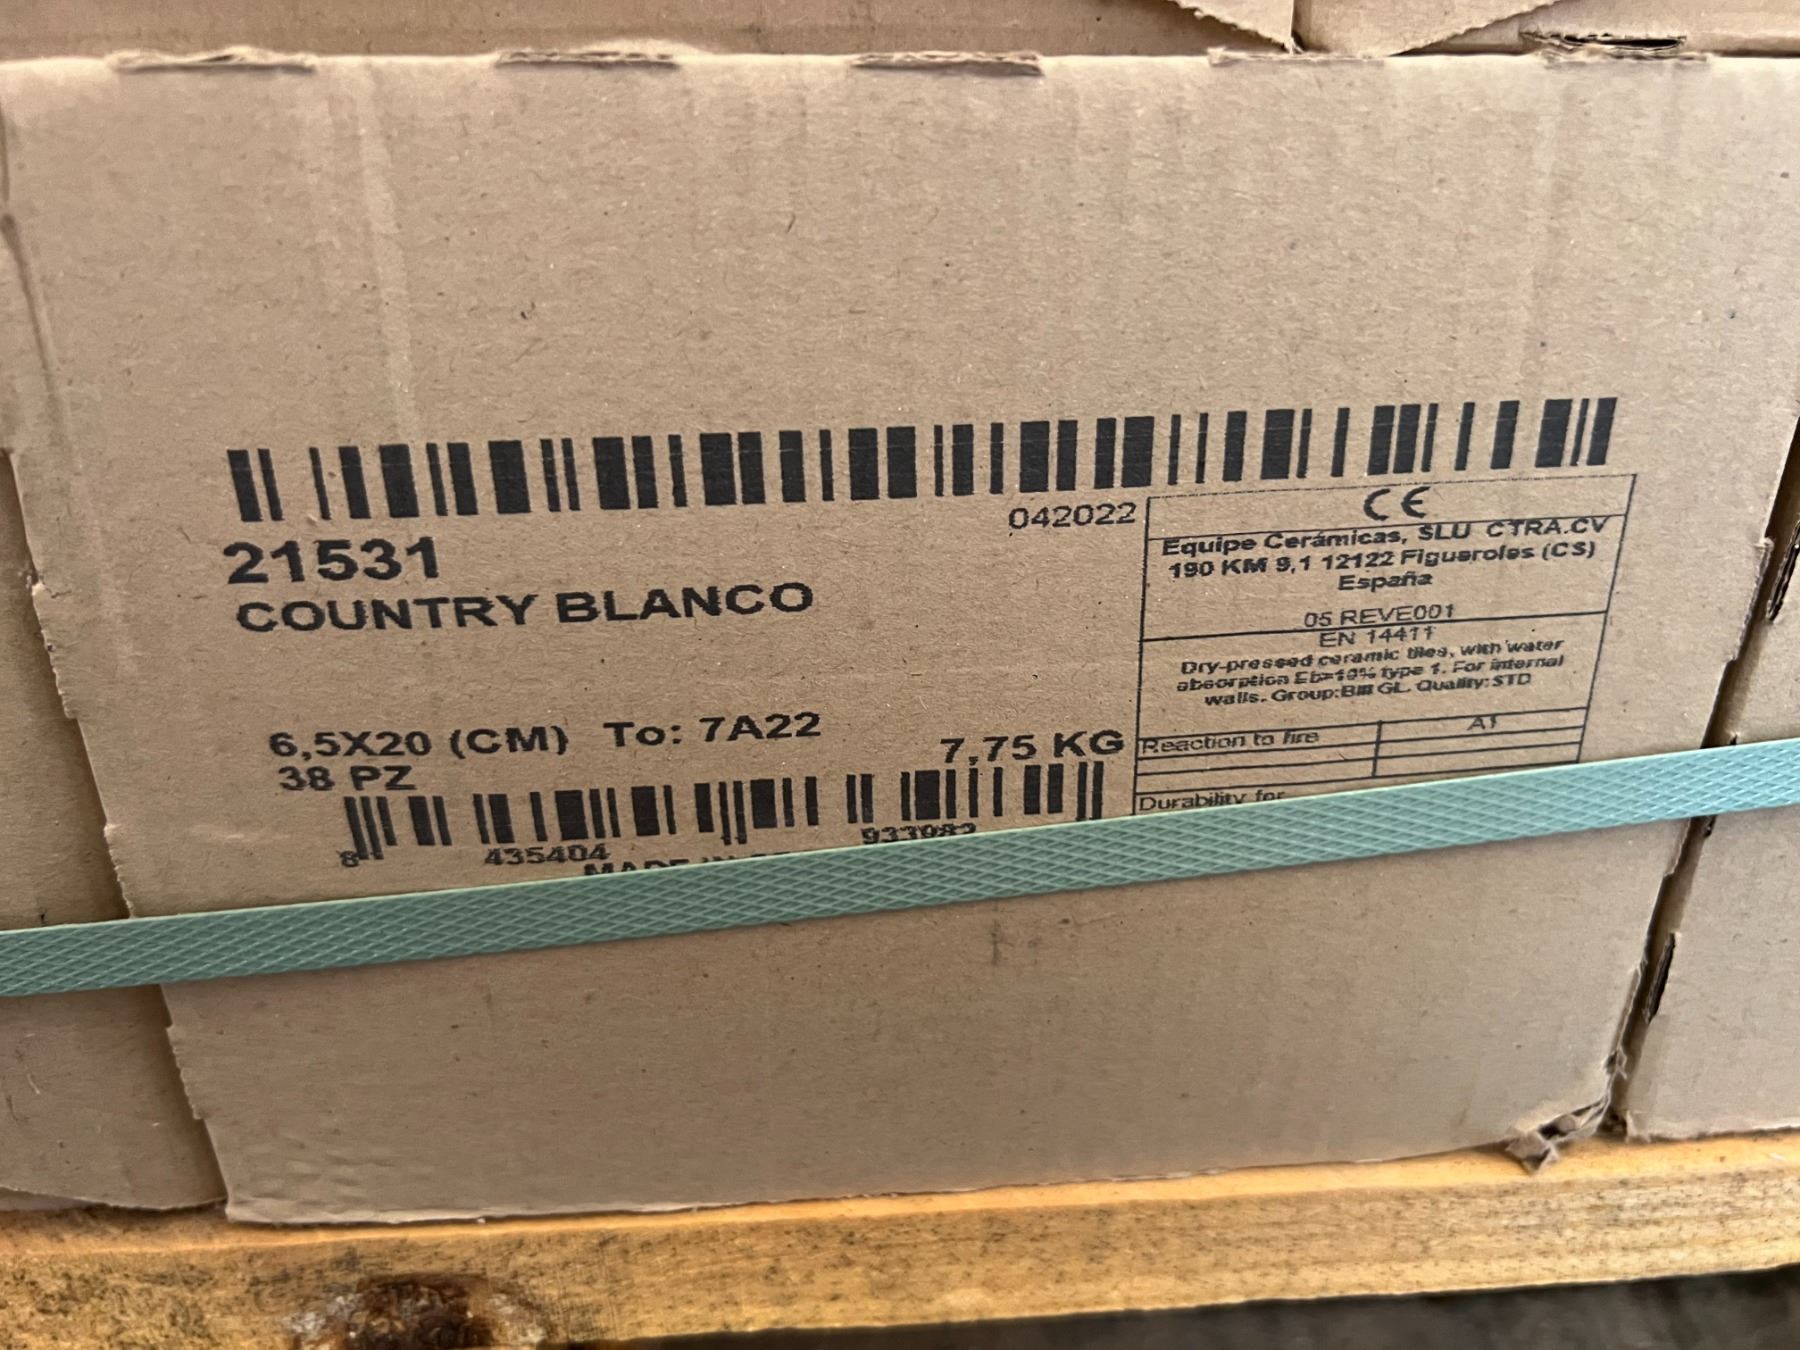 042022
21531
COUNTRY BLANCO
6,5X20 (CM) To: 7A22
38 PZ
7,75 KG
8 435404 933982
MADE IN
CE
Equipe Cerámicas, SLU CTRA.CV
190 KM 9,1 12122 Figueroles (CS)
España
05 REVE001
EN 14411
Dry-pressed ceramic tiles, with water
absorption Eb>10% type 1. For internal
walls. Group:BIII GL. Quality: STD
Reaction to fire A1
Durability for